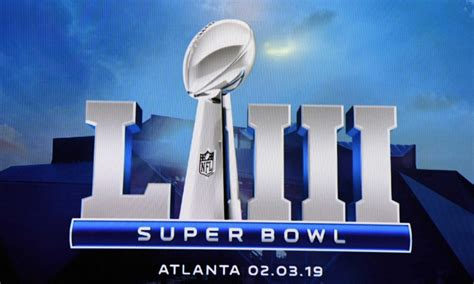 LIII
NFL
SUPER BOWL
ATLANTA 02.03.19